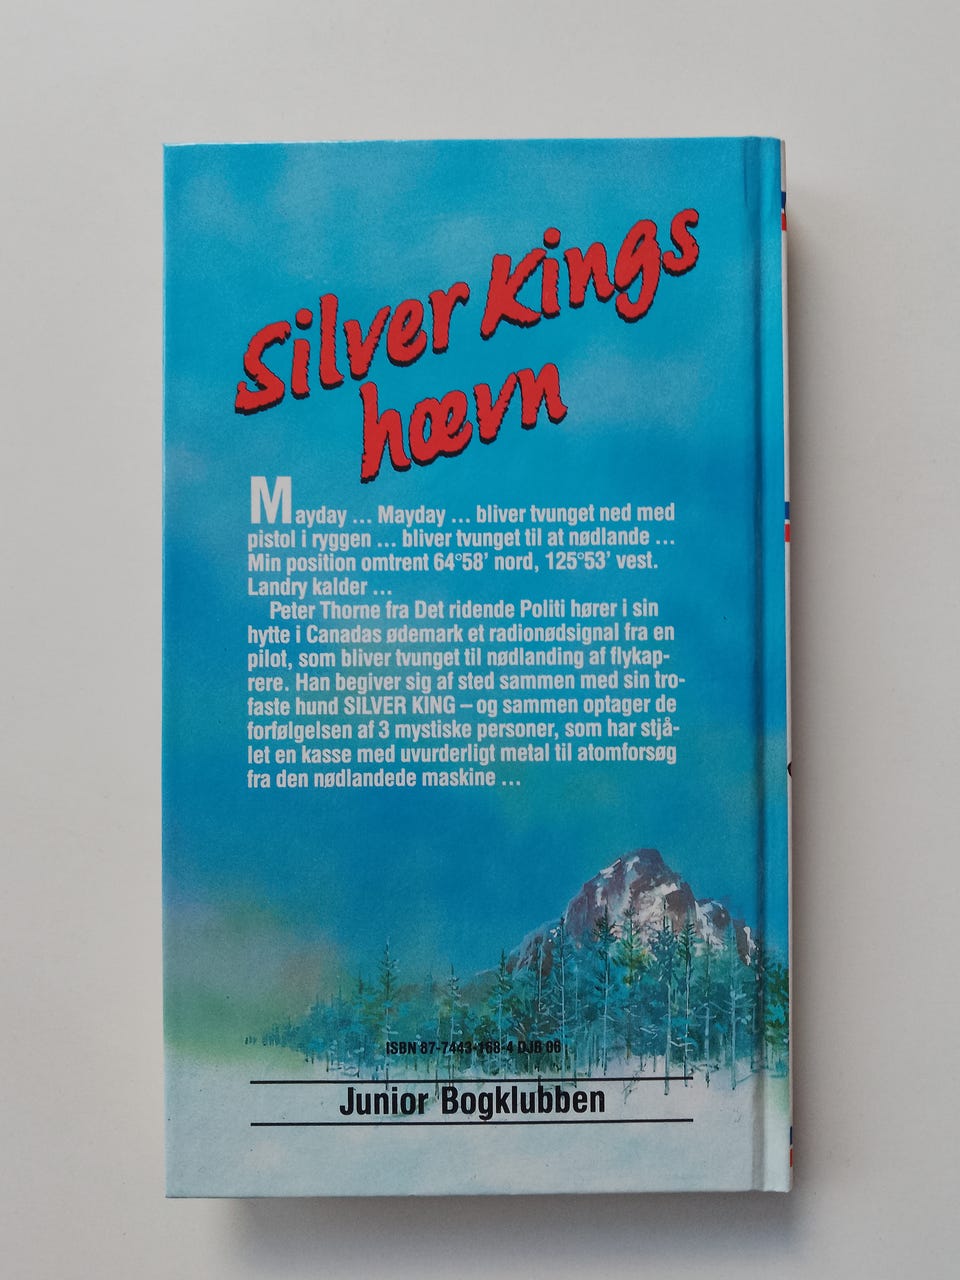 Silver Kings
hævn
Mayday ... Mayday ... bliver tvunget ned med
pistol i ryggen ... bliver tvunget til at nødlande ...
Min position omtrent 64°58’ nord, 125°53’ vest.
Landry kalder ...
Peter Thorne fra Det ridende Politi hører i sin
hytte i Canadas ødemark et radionødsignal fra en
pilot, som bliver tvunget til nødlanding af flykap-
rere. Han begiver sig af sted sammen med sin tro-
faste hund SILVER KING – og sammen optager de
forfølgelsen af 3 mystiske personer, som har stjå-
let en kasse med uvurderligt metal til atomforsøg
fra den nødlandede maskine ...
ISBN 87-7443-168-4 DJB 06
Junior Bogklubben